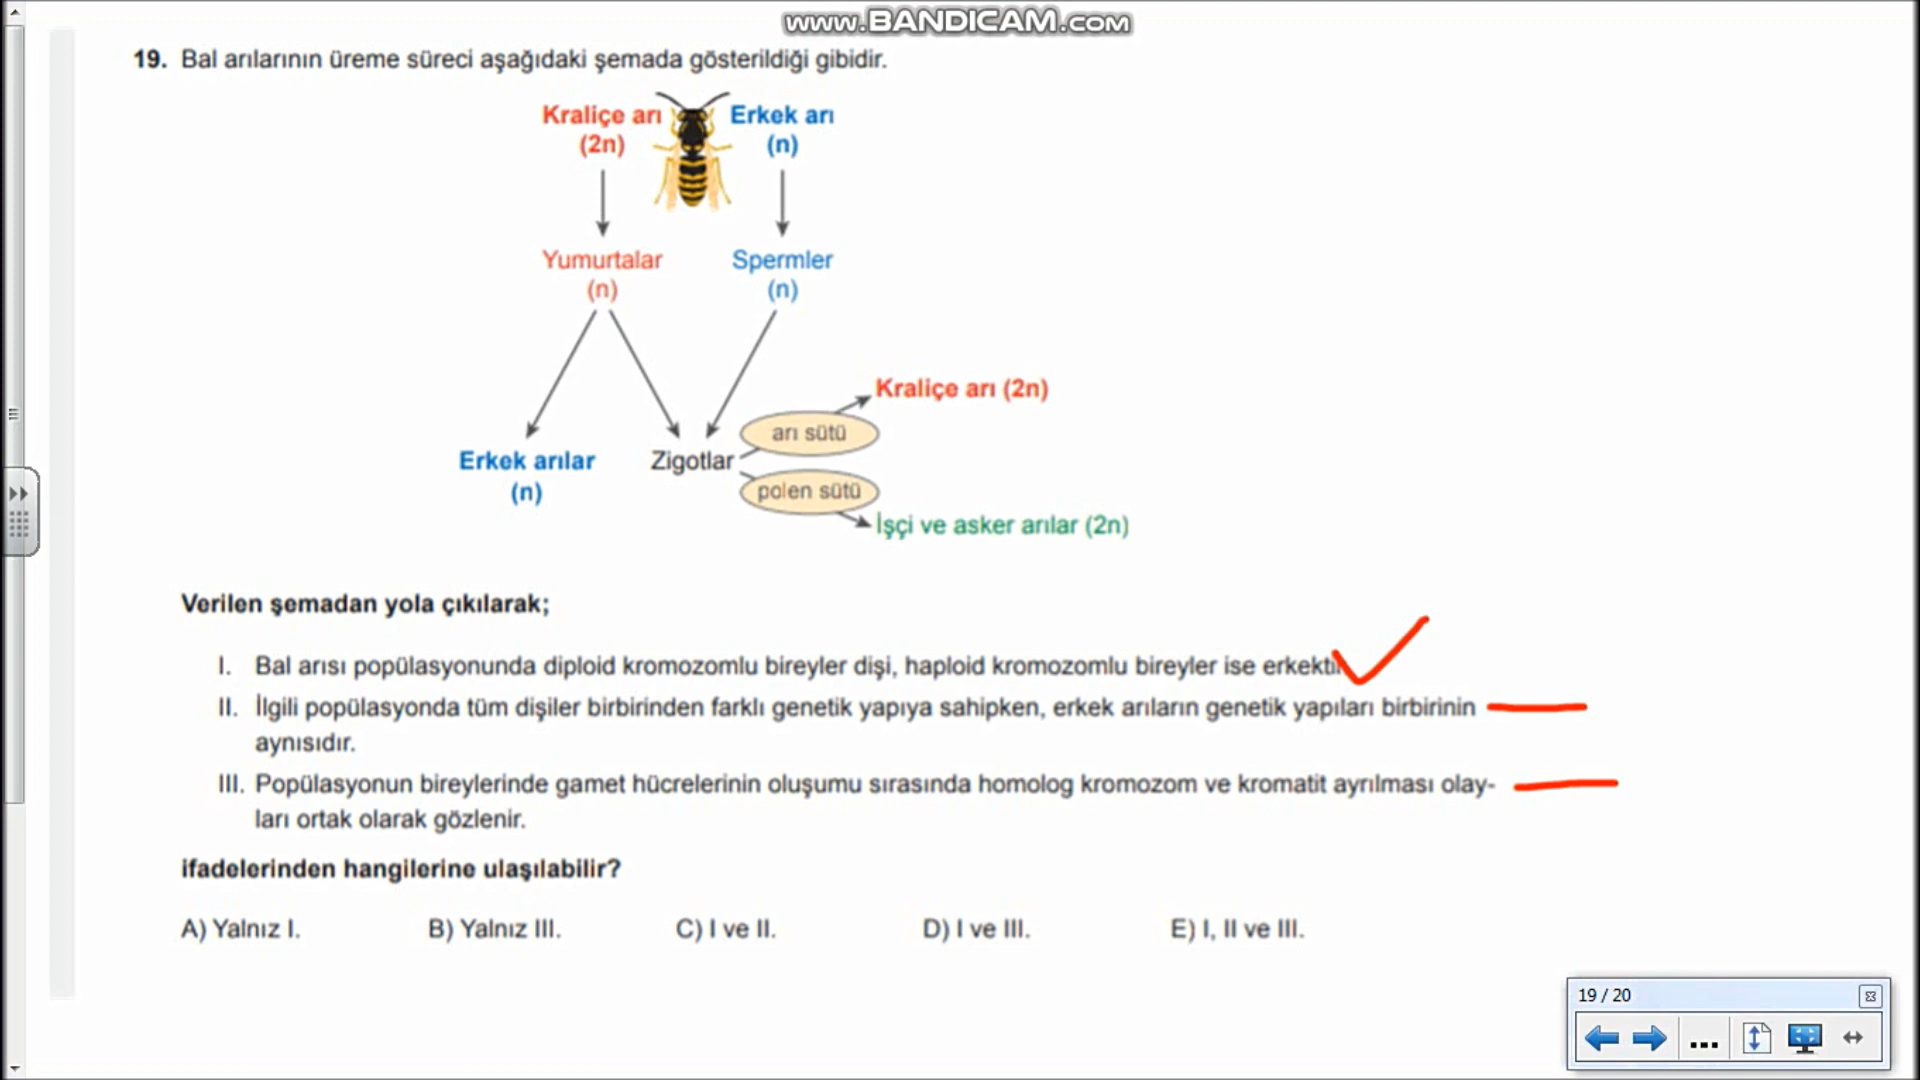 www.BANDICAM.com
19. Bal arılarının üreme süreci aşağıdaki şemada gösterildiği gibidir.
Kraliçe arı
(2n)
Erkek arı
(n)
Yumurtalar
(n)
Spermler
(n)
Kraliçe arı (2n)
arı sütü
Erkek arılar
(n)
Zigotlar
polen sütü
İşçi ve asker arılar (2n)
Verilen şemadan yola çıkılarak;
I. Bal arısı popülasyonunda diploid kromozomlu bireyler dişi, haploid kromozomlu bireyler ise erkektir
II. İlgili popülasyonda tüm dişiler birbirinden farklı genetik yapıya sahipken, erkek arıların genetik yapıları birbirinin
aynısıdır.
III. Popülasyonun bireylerinde gamet hücrelerinin oluşumu sırasında homolog kromozom ve kromatit ayrılması olay-
ları ortak olarak gözlenir.
ifadelerinden hangilerine ulaşılabilir?
A) Yalnız I.
B) Yalnız III.
C) I ve II.
D) I ve III.
E) I, II ve III.
19 / 20